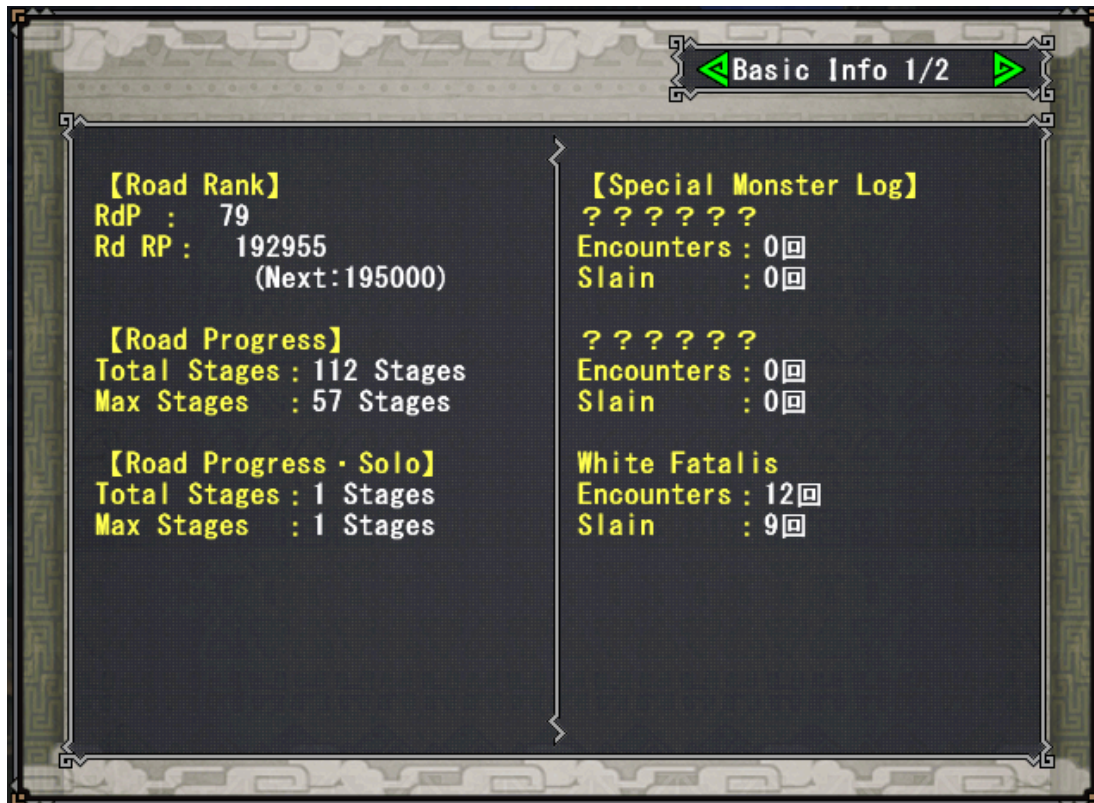 Basic Info 1/2
【Road Rank】
RdP : 79
Rd RP : 192955
(Next:195000)
【Road Progress】
Total Stages : 112 Stages
Max Stages : 57 Stages
【Road Progress・Solo】
Total Stages : 1 Stages
Max Stages : 1 Stages
【Special Monster Log】
??????
Encounters : 0回
Slain : 0回
??????
Encounters : 0回
Slain : 0回
White Fatalis
Encounters : 12回
Slain : 9回